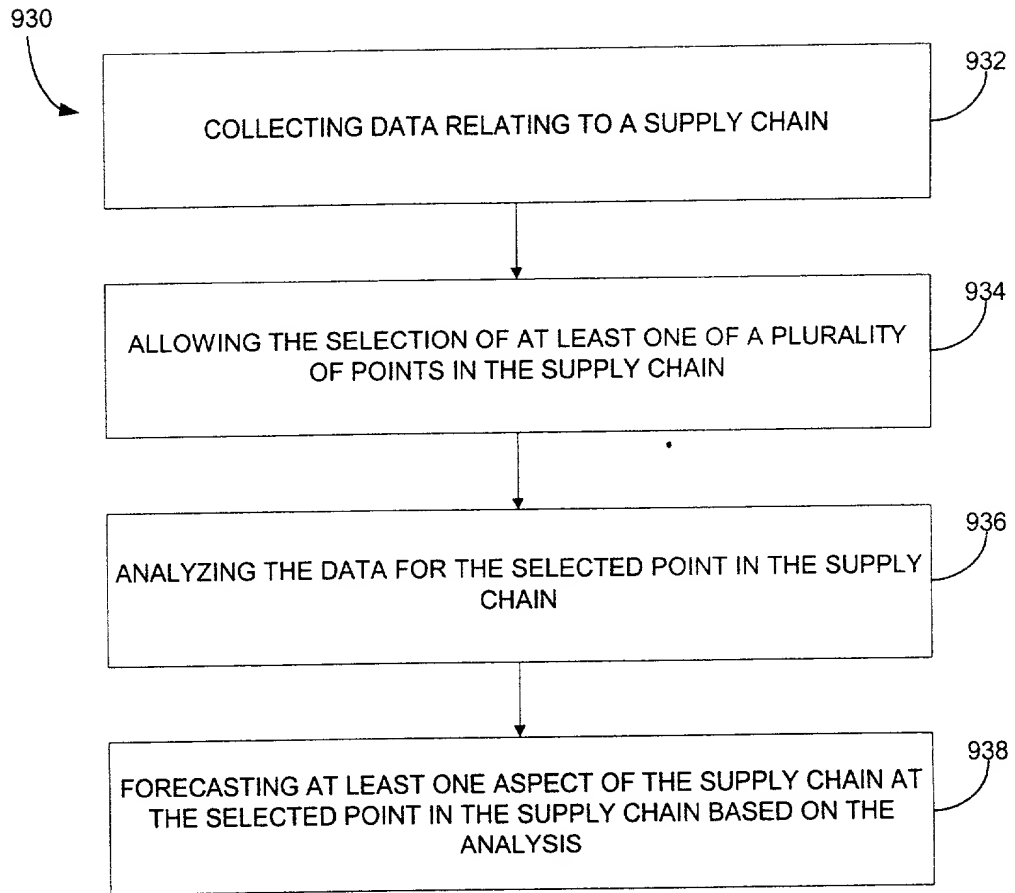 930
932
COLLECTING DATA RELATING TO A SUPPLY CHAIN
934
ALLOWING THE SELECTION OF AT LEAST ONE OF A PLURALITY
OF POINTS IN THE SUPPLY CHAIN
936
ANALYZING THE DATA FOR THE SELECTED POINT IN THE SUPPLY
CHAIN
938
FORECASTING AT LEAST ONE ASPECT OF THE SUPPLY CHAIN AT
THE SELECTED POINT IN THE SUPPLY CHAIN BASED ON THE
ANALYSIS